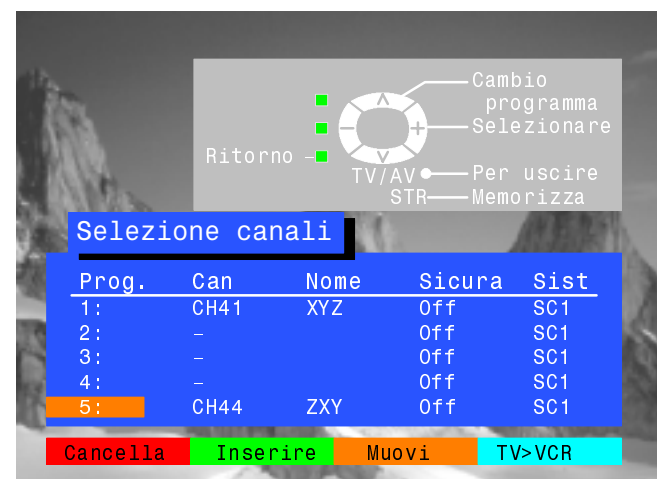 Cambio
programma
Selezionare
Ritorno
TV/AV Per uscire
STR Memorizza
Selezione canali
Prog. Can Nome Sicura Sist
1: CH41 XYZ Off SC1
2: – Off SC1
3: – Off SC1
4: – Off SC1
5: CH44 ZXY Off SC1
Cancella Inserire Muovi TV>VCR